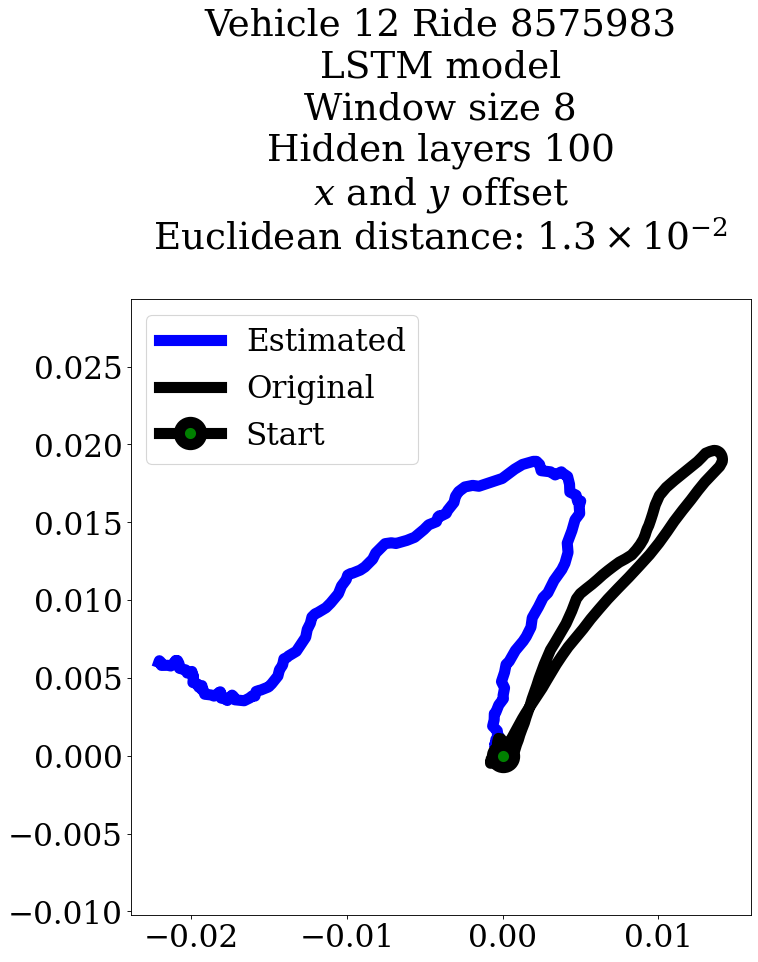 Vehicle 12 Ride 8575983
LSTM model
Window size 8
Hidden layers 100
x and y offset
Euclidean distance: 1.3 × 10⁻²
Estimated
Original
Start
0.025
0.020
0.015
0.010
0.005
0.000
−0.005
−0.010
−0.02 −0.01 0.00 0.01